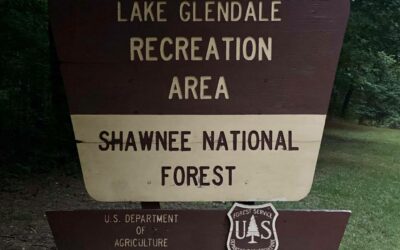 LAKE GLENDALE
RECREATION
AREA
SHAWNEE NATIONAL
FOREST
U.S. DEPARTMENT
OF
AGRICULTURE
FOREST SERVICE
U S